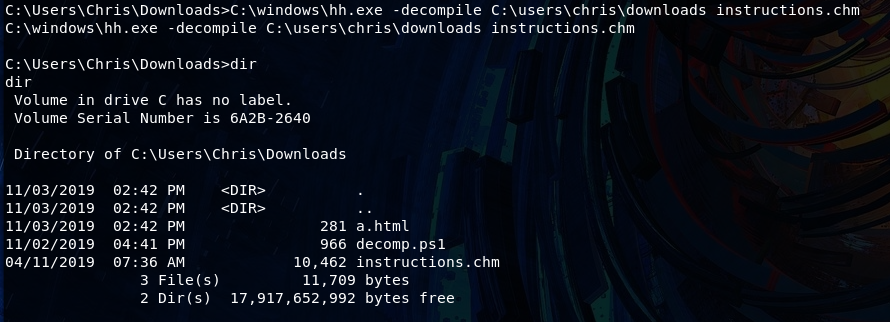 C:\Users\Chris\Downloads>C:\windows\hh.exe -decompile C:\users\chris\downloads instructions.chm
C:\windows\hh.exe -decompile C:\users\chris\downloads instructions.chm
C:\Users\Chris\Downloads>dir
dir
 Volume in drive C has no label.
 Volume Serial Number is 6A2B-2640
 Directory of C:\Users\Chris\Downloads
11/03/2019  02:42 PM    <DIR>          .
11/03/2019  02:42 PM    <DIR>          ..
11/03/2019  02:42 PM               281 a.html
11/02/2019  04:41 PM               966 decomp.ps1
04/11/2019  07:36 AM            10,462 instructions.chm
               3 File(s)         11,709 bytes
               2 Dir(s)  17,917,652,992 bytes free